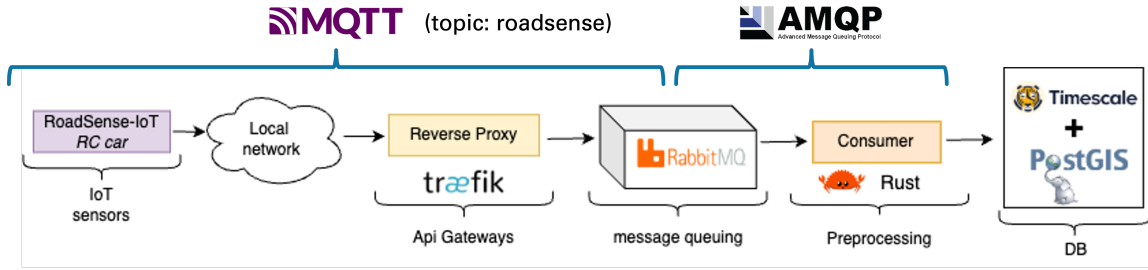 MQTT (topic: roadsense)
AMQP
Advanced Message Queuing Protocol
RoadSense-IoT
RC car
IoT
sensors
Local
network
Reverse Proxy
træfik
Api Gateways
RabbitMQ
message queuing
Consumer
Rust
Preprocessing
Timescale
+
PostGIS
DB